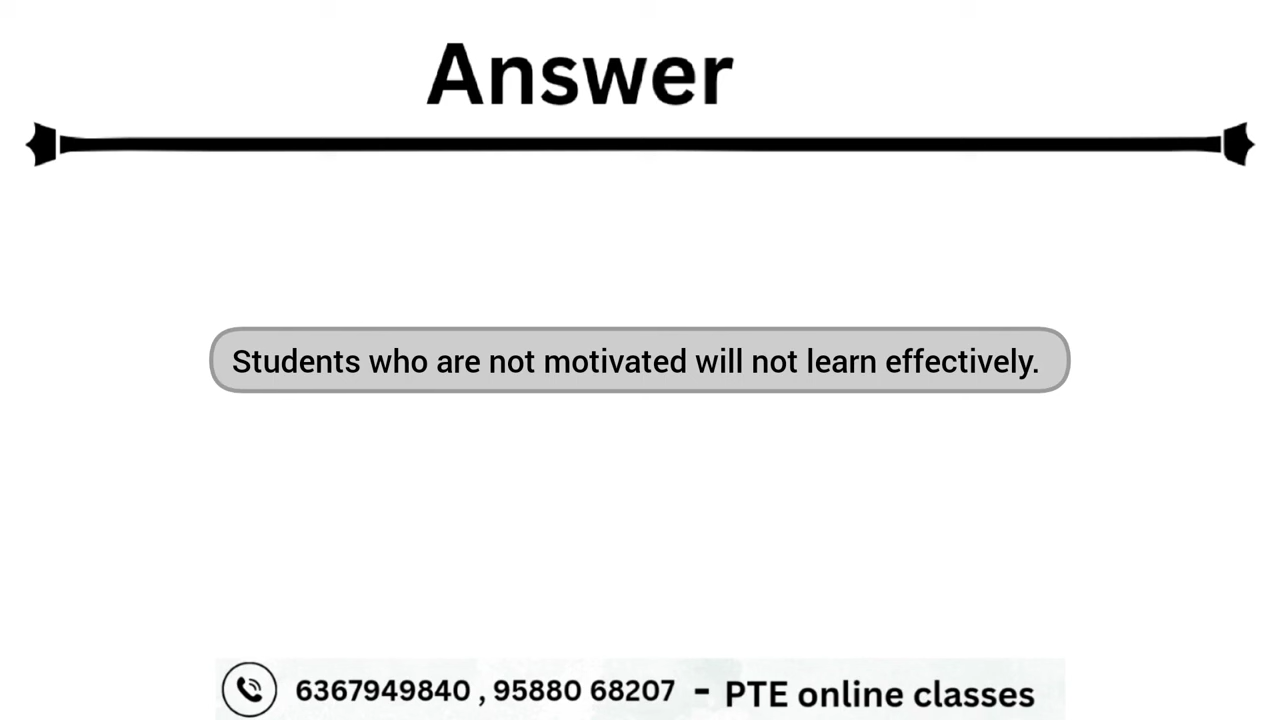 Answer
Students who are not motivated will not learn effectively.
6367949840 , 95880 68207 - PTE online classes